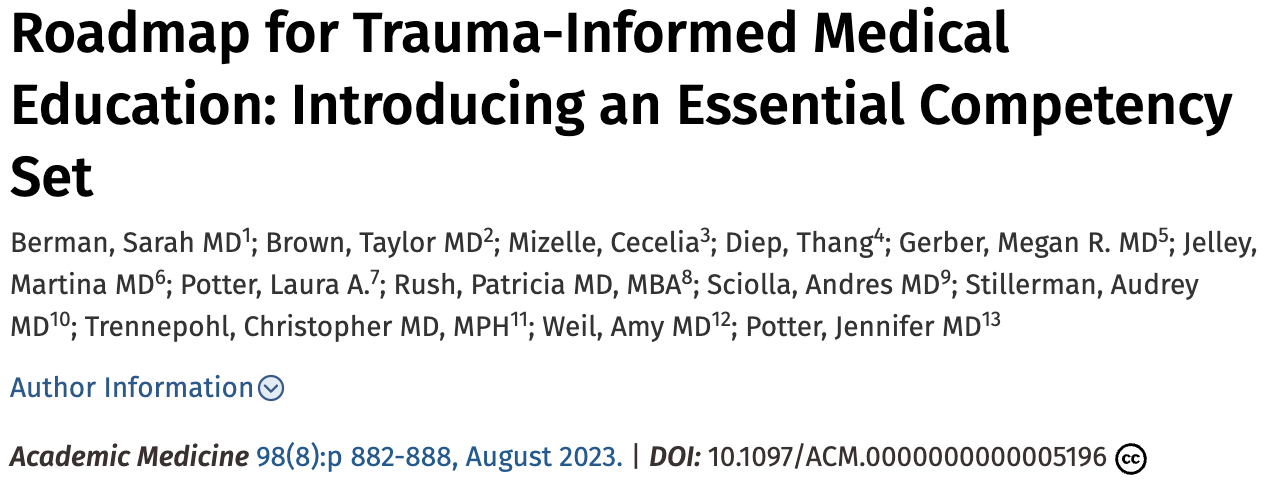 Roadmap for Trauma-Informed Medical
Education: Introducing an Essential Competency
Set
Berman, Sarah MD1; Brown, Taylor MD2; Mizelle, Cecelia3; Diep, Thang4; Gerber, Megan R. MD5; Jelley,
Martina MD6; Potter, Laura A.7; Rush, Patricia MD, MBA8; Sciolla, Andres MD9; Stillerman, Audrey
MD10; Trennepohl, Christopher MD, MPH11; Weil, Amy MD12; Potter, Jennifer MD13
Author Information
Academic Medicine 98(8):p 882-888, August 2023. | DOI: 10.1097/ACM.0000000000005196 cc